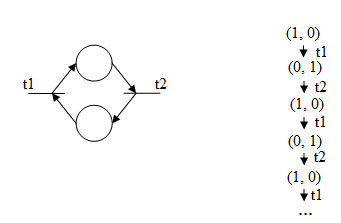 t1
t2
(1, 0)
t1
(0, 1)
t2
(1, 0)
t1
(0, 1)
t2
(1, 0)
t1
...